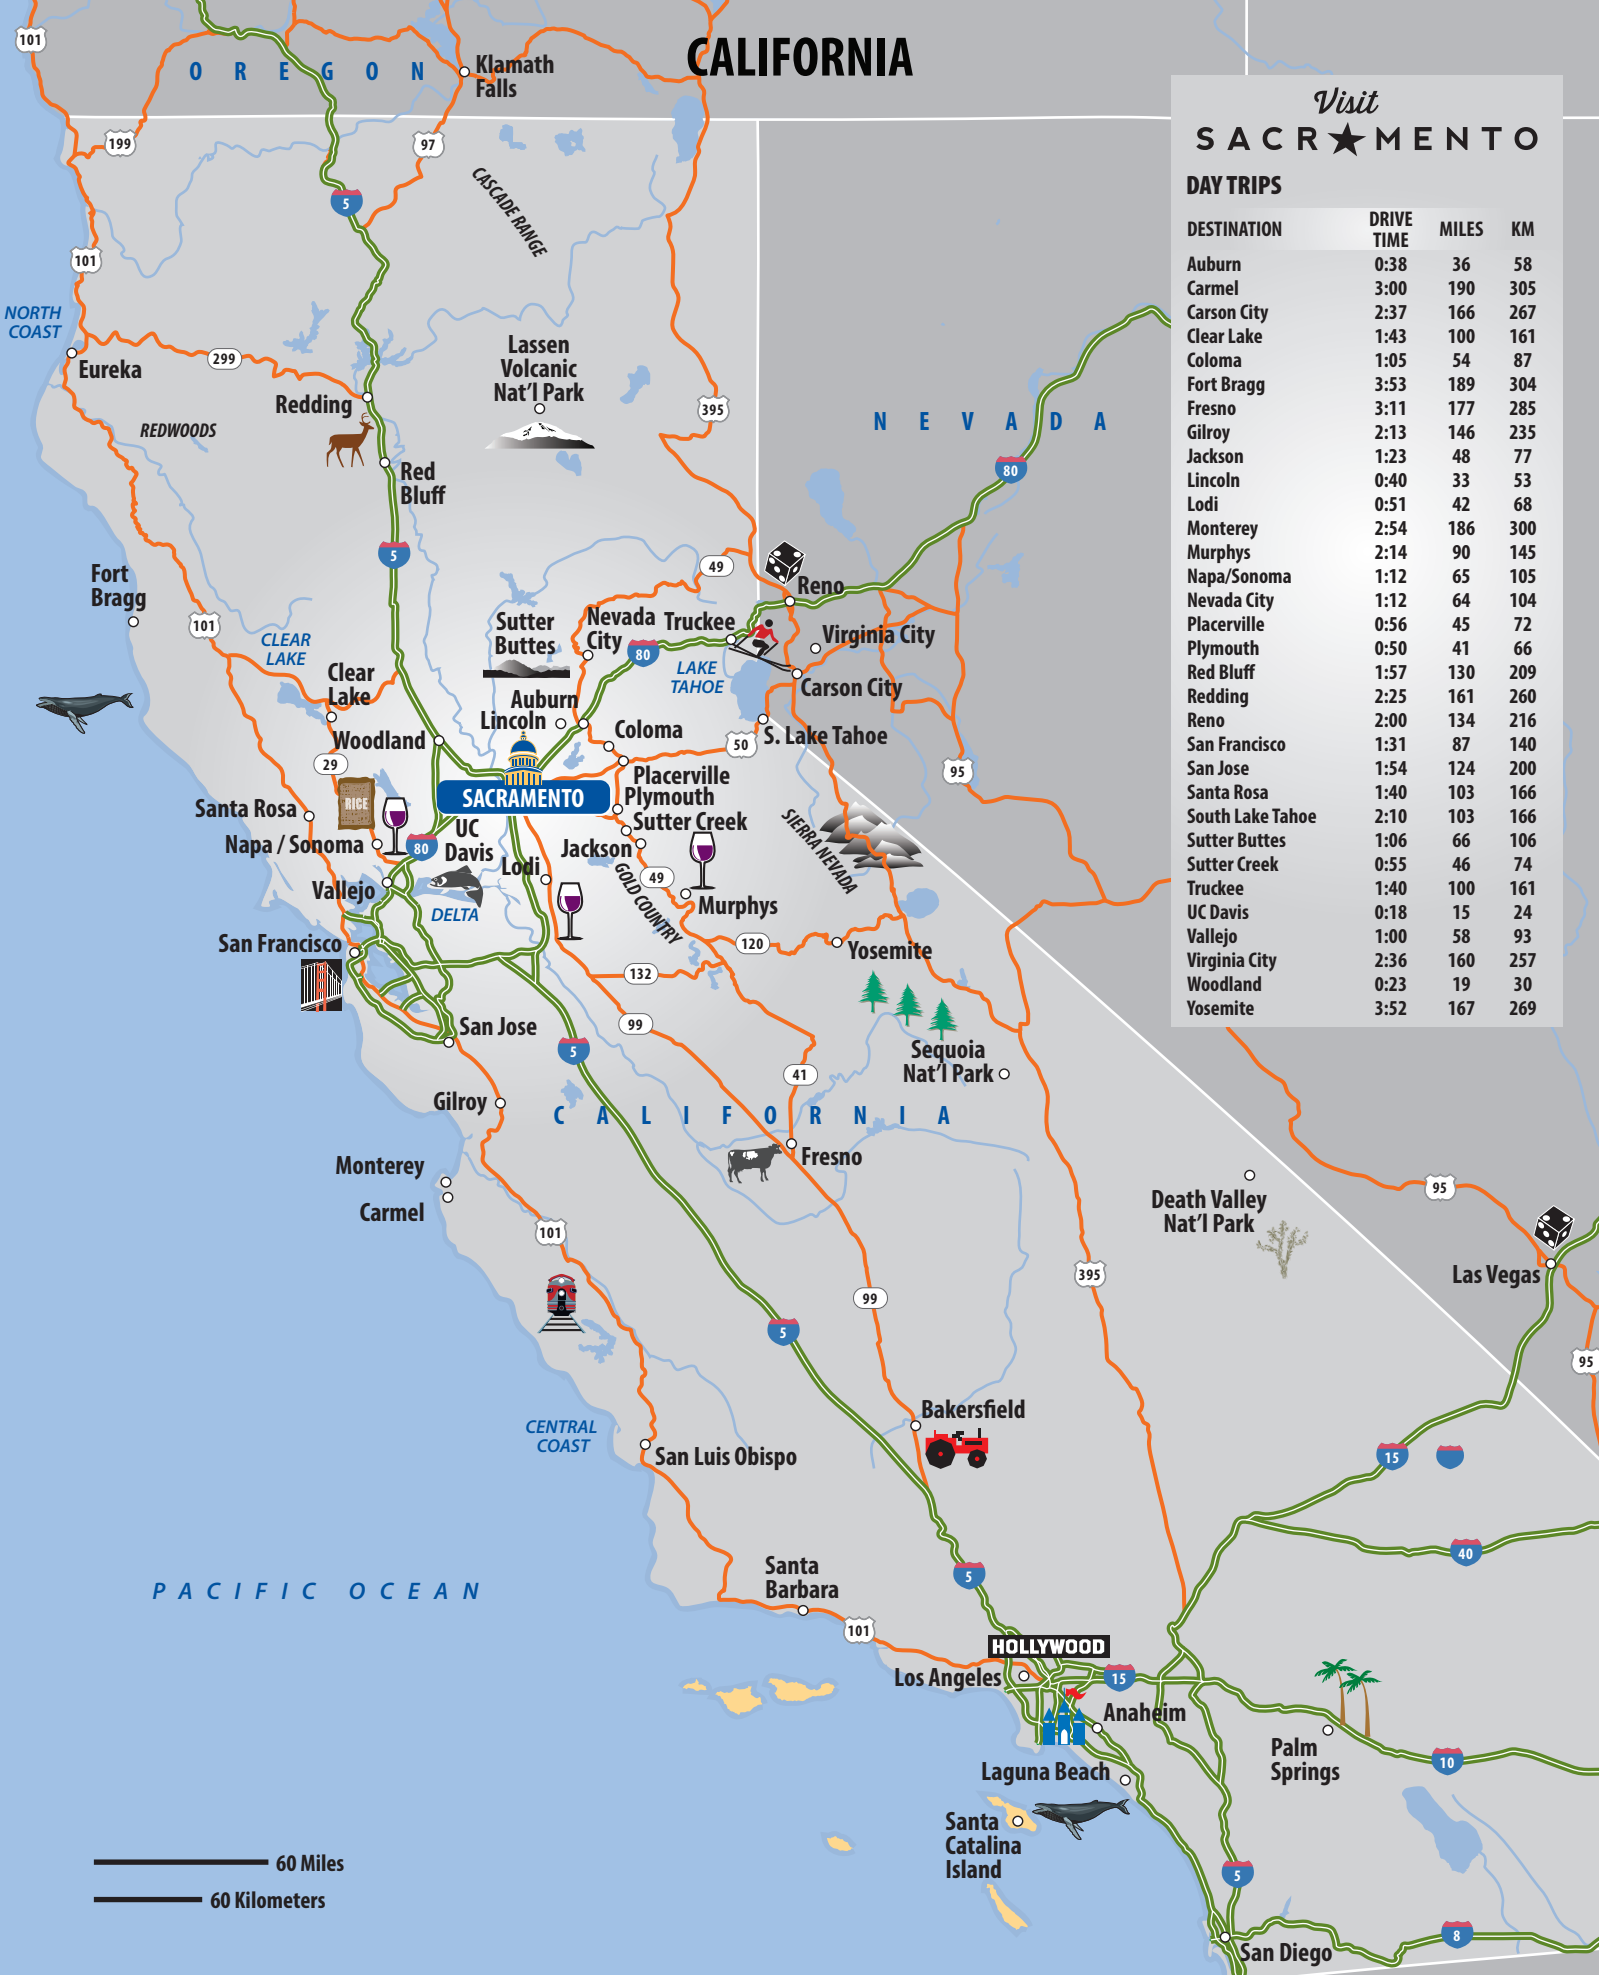 CALIFORNIA
101
OREGON
Klamath
Falls
199
97
5
CASCADE RANGE
101
NORTH
COAST
299
Eureka
Redding
REDWOODS
Lassen
Volcanic
Nat'l Park
395
NEVADA
80
Red
Bluff
5
Fort
Bragg
101
49
Reno
CLEAR
LAKE
Clear
Lake
Sutter
Buttes
Nevada
City
80
Truckee
Virginia City
LAKE
TAHOE
Carson City
Auburn
Lincoln
Coloma
50
S. Lake Tahoe
Woodland
29
95
SACRAMENTO
Placerville
Plymouth
Sutter Creek
Santa Rosa
RICE
Napa / Sonoma
80
UC
Davis
Lodi
Jackson
49
GOLD COUNTRY
SIERRA NEVADA
Vallejo
DELTA
Murphys
San Francisco
120
Yosemite
132
99
San Jose
5
41
Sequoia
Nat'l Park
Gilroy
CALIFORNIA
Monterey
Carmel
Fresno
101
Death Valley
Nat'l Park
95
395
Las Vegas
99
5
95
Bakersfield
CENTRAL
COAST
San Luis Obispo
15
40
5
Santa
Barbara
PACIFIC OCEAN
101
HOLLYWOOD
Los Angeles
15
Anaheim
Palm
Springs
10
Laguna Beach
Santa
Catalina
Island
5
60 Miles
60 Kilometers
San Diego
8
Visit
SACR★MENTO
DAY TRIPS
DESTINATION DRIVE TIME MILES KM
Auburn 0:38 36 58
Carmel 3:00 190 305
Carson City 2:37 166 267
Clear Lake 1:43 100 161
Coloma 1:05 54 87
Fort Bragg 3:53 189 304
Fresno 3:11 177 285
Gilroy 2:13 146 235
Jackson 1:23 48 77
Lincoln 0:40 33 53
Lodi 0:51 42 68
Monterey 2:54 186 300
Murphys 2:14 90 145
Napa/Sonoma 1:12 65 105
Nevada City 1:12 64 104
Placerville 0:56 45 72
Plymouth 0:50 41 66
Red Bluff 1:57 130 209
Redding 2:25 161 260
Reno 2:00 134 216
San Francisco 1:31 87 140
San Jose 1:54 124 200
Santa Rosa 1:40 103 166
South Lake Tahoe 2:10 103 166
Sutter Buttes 1:06 66 106
Sutter Creek 0:55 46 74
Truckee 1:40 100 161
UC Davis 0:18 15 24
Vallejo 1:00 58 93
Virginia City 2:36 160 257
Woodland 0:23 19 30
Yosemite 3:52 167 269